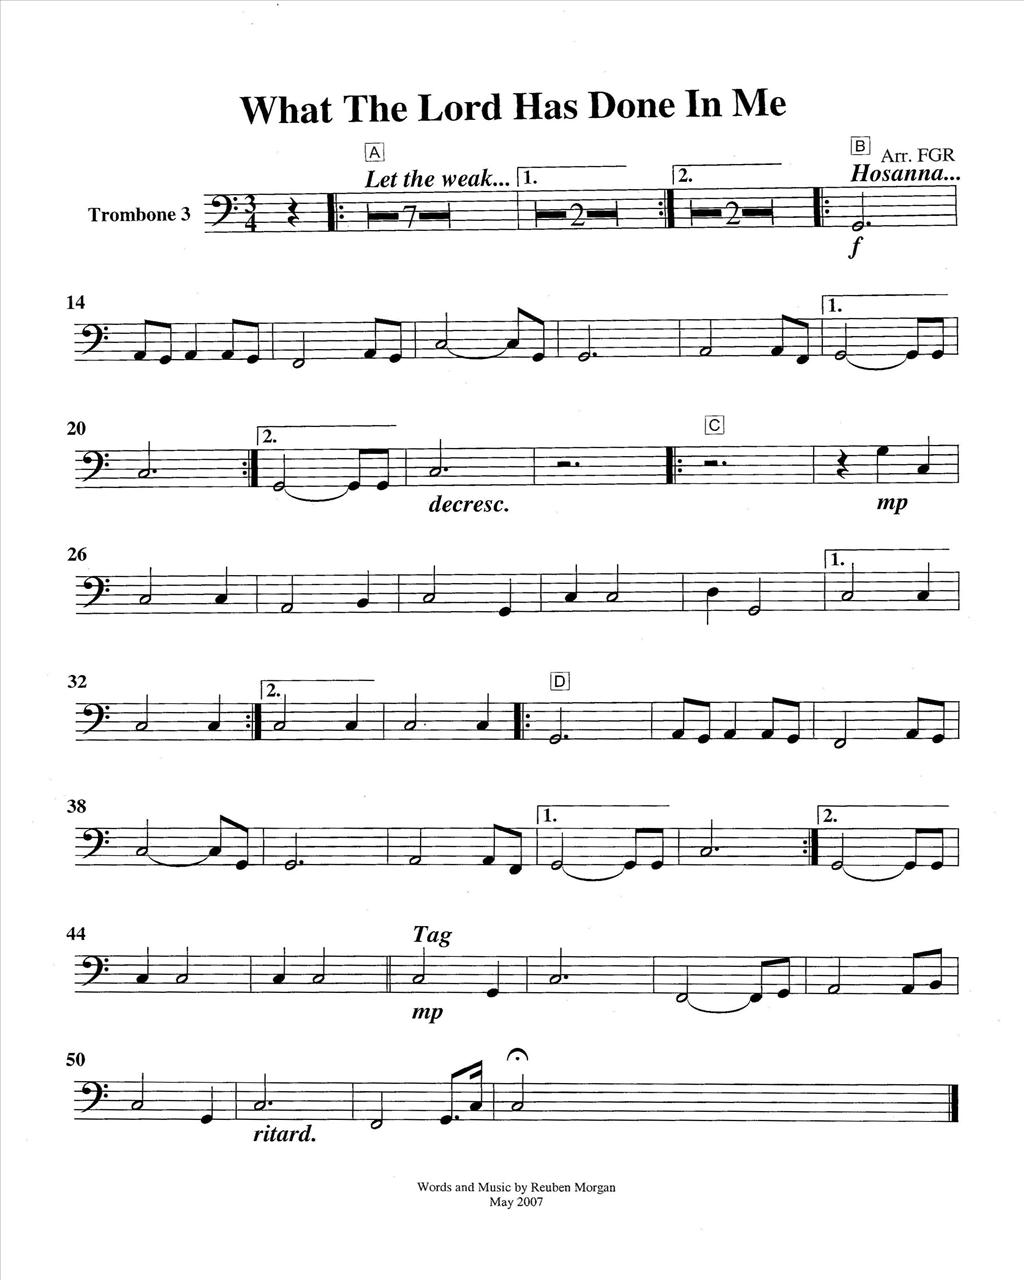 What The Lord Has Done In Me
A
B
Arr. FGR
Let the weak...
1.
2.
Hosanna...
Trombone 3
3
4
7
2
2
f
14
1.
20
2.
C
decresc.
mp
26
1.
32
2.
D
38
1.
2.
44
Tag
mp
50
ritard.
Words and Music by Reuben Morgan
May 2007